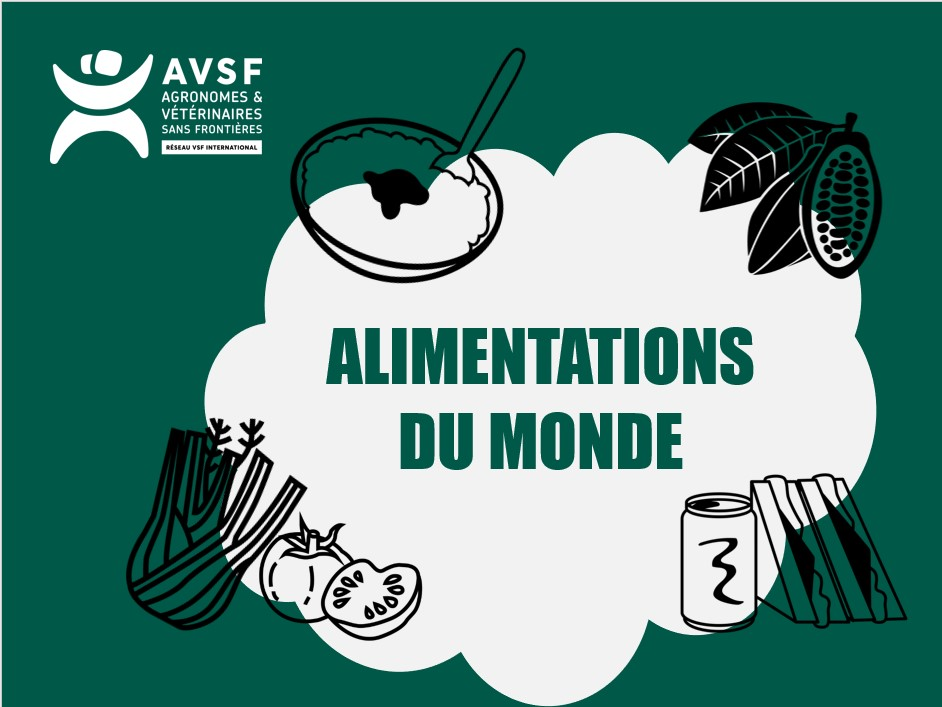 AVSF
AGRONOMES &
VÉTÉRINAIRES
SANS FRONTIÈRES
RÉSEAU VSF INTERNATIONAL
ALIMENTATIONS
DU MONDE